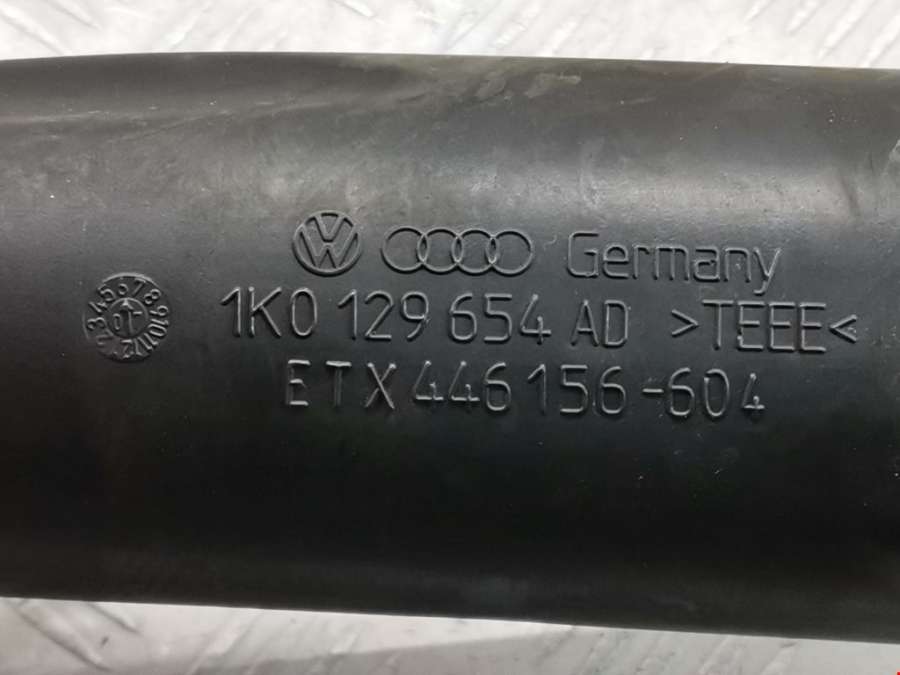 Germany
1K0 129 654 AD >TEEE<
ETX 446 156-604